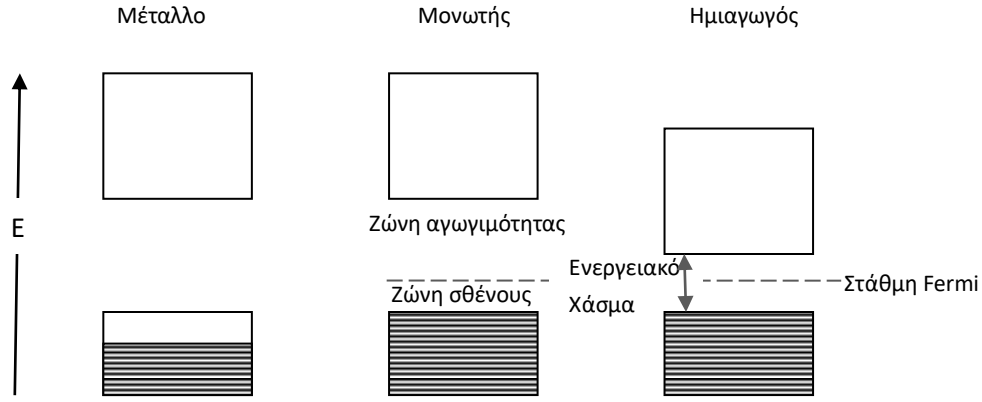 Μέταλλο
Μονωτής
Ημιαγωγός
E
Ζώνη αγωγιμότητας
Ενεργειακό
Χάσμα
Ζώνη σθένους
Στάθμη Fermi